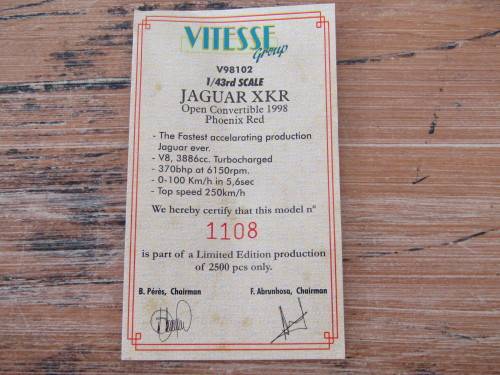 VITESSE
Group
V98102
1/43rd SCALE
JAGUAR XKR
Open Convertible 1998
Phoenix Red
- The Fastest accelarating production
Jaguar ever.
- V8, 3886cc. Turbocharged
- 370bhp at 6150rpm.
- 0-100 Km/h in 5,6sec
- Top speed 250km/h
We hereby certify that this model nº
1108
is part of a Limited Edition production
of 2500 pcs only.
B. Pérès, Chairman F. Abrunhosa, Chairman